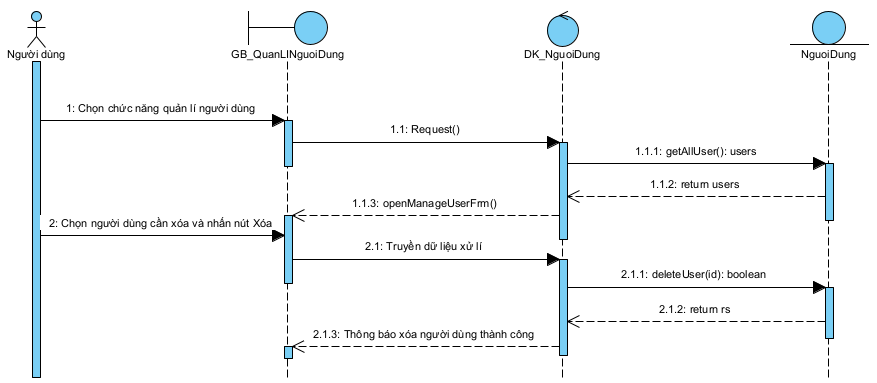 Người dùng
GB_QuanLINguoiDung
DK_NguoiDung
NguoiDung
1: Chọn chức năng quản lí người dùng
1.1: Request()
1.1.1: getAllUser(): users
1.1.2: return users
1.1.3: openManageUserFrm()
2: Chọn người dùng cần xóa và nhấn nút Xóa
2.1: Truyền dữ liệu xử lí
2.1.1: deleteUser(id): boolean
2.1.2: return rs
2.1.3: Thông báo xóa người dùng thành công